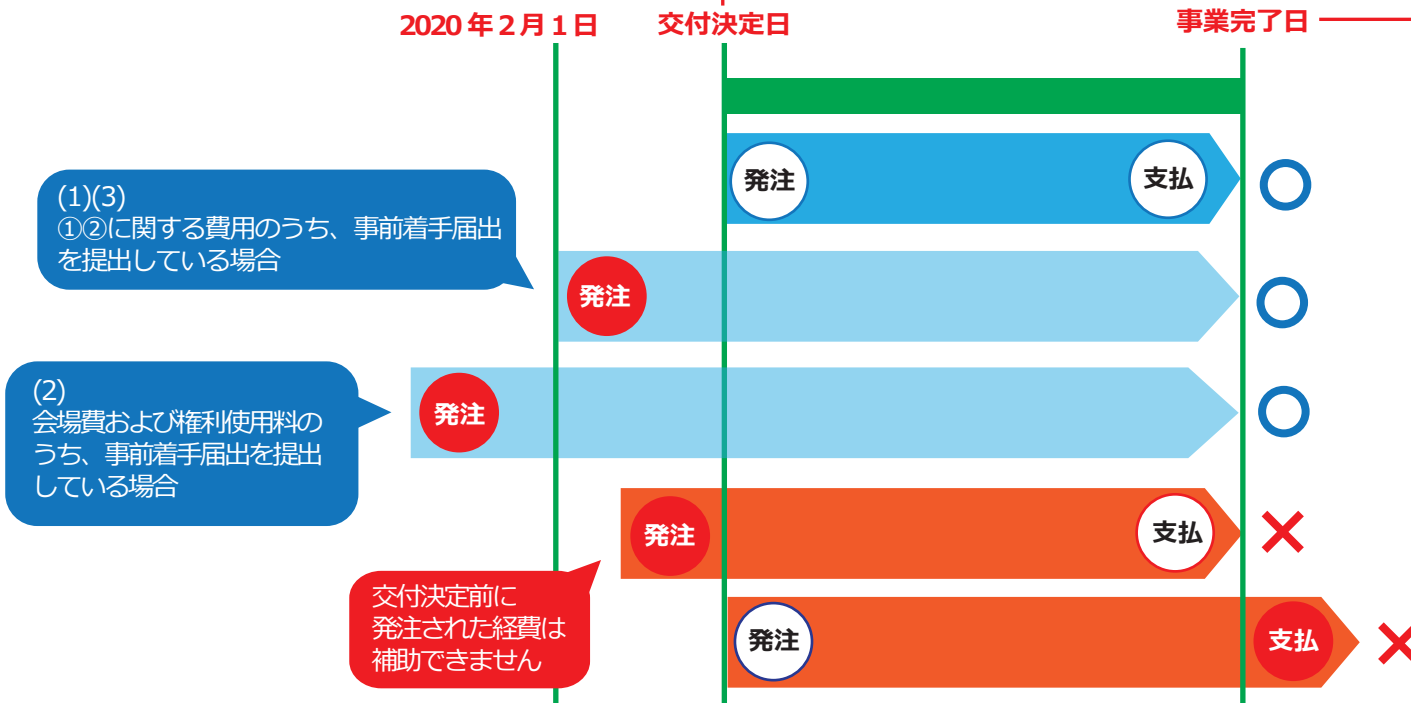 2020年2月1日
交付決定日
事業完了日
発注
支払
(1)(3)
①②に関する費用のうち、事前着手届出
を提出している場合
発注
(2)
会場費および権利使用料の
うち、事前着手届出を提出
している場合
発注
発注
支払
交付決定前に
発注された経費は
補助できません
発注
支払